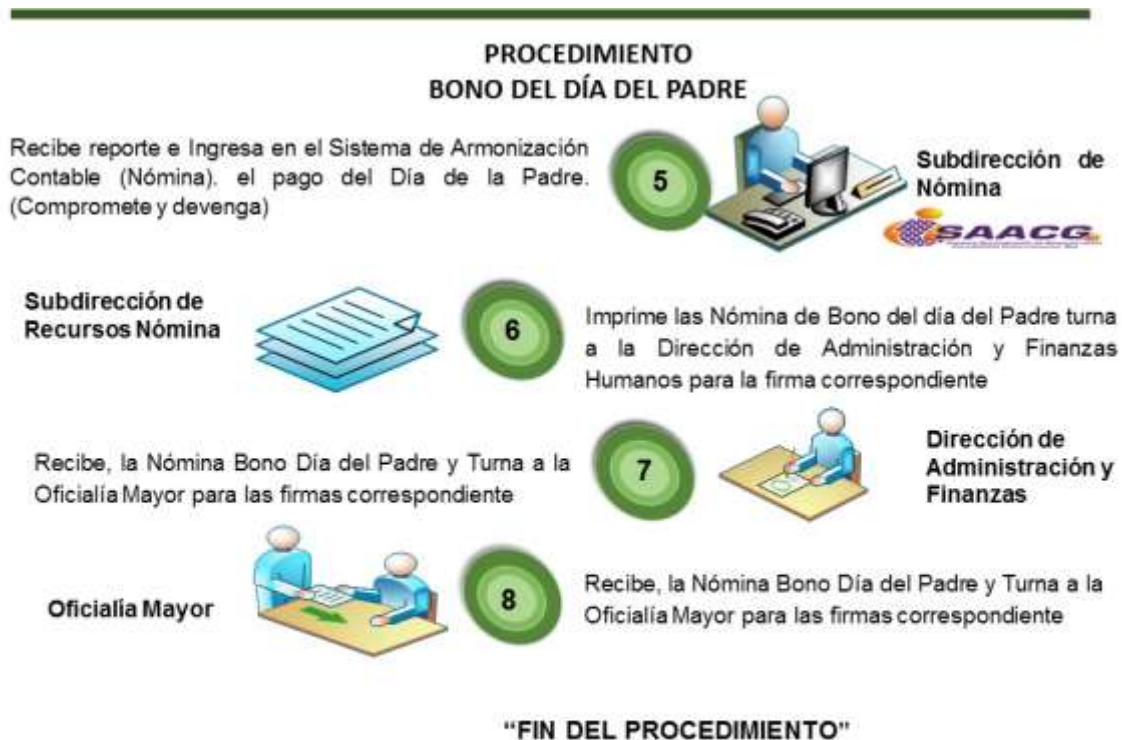 PROCEDIMIENTO
BONO DEL DÍA DEL PADRE
Recibe reporte e Ingresa en el Sistema de Armonización
Contable (Nómina). el pago del Día de la Padre.
(Compromete y devenga)
5
Subdirección de
Nómina
SAACG
Subdirección de
Recursos Nómina
6
Imprime las Nómina de Bono del día del Padre turna
a la Dirección de Administración y Finanzas
Humanos para la firma correspondiente
Recibe, la Nómina Bono Día del Padre y Turna a la
Oficialía Mayor para las firmas correspondiente
7
Dirección de
Administración y
Finanzas
Oficialía Mayor
8
Recibe, la Nómina Bono Día del Padre y Turna a la
Oficialía Mayor para las firmas correspondiente
“FIN DEL PROCEDIMIENTO”